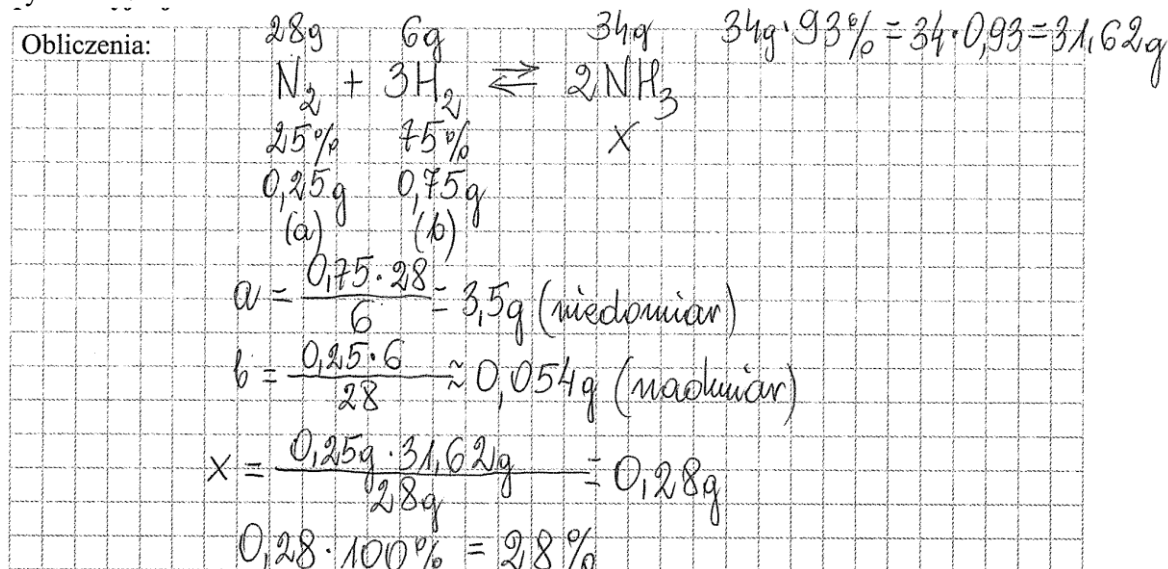 Obliczenia:
28g 6g 34g 34g·93% = 34·0,93 = 31,62g
N₂ + 3H₂ ⇄ 2NH₃
25% 75% X
0,25g 0,75g
(a) (b)
a = 0,75·28 / 6 = 3,5g (niedomiar)
b = 0,25·6 / 28 ≈ 0,054g (nadmiar)
x = 0,25g·31,62g / 28g = 0,28g
0,28·100% = 28%